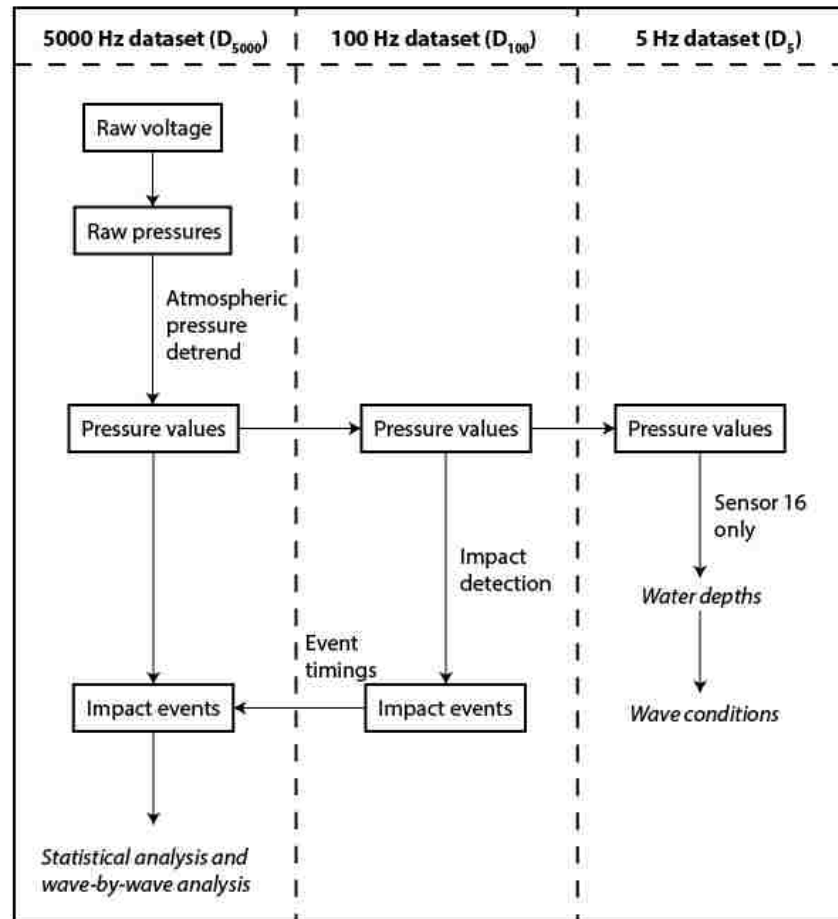 5000 Hz dataset (D5000)
100 Hz dataset (D100)
5 Hz dataset (D5)
Raw voltage
Raw pressures
Atmospheric
pressure
detrend
Pressure values
Pressure values
Pressure values
Sensor 16
only
Impact
detection
Water depths
Event
timings
Impact events
Impact events
Wave conditions
Statistical analysis and
wave-by-wave analysis